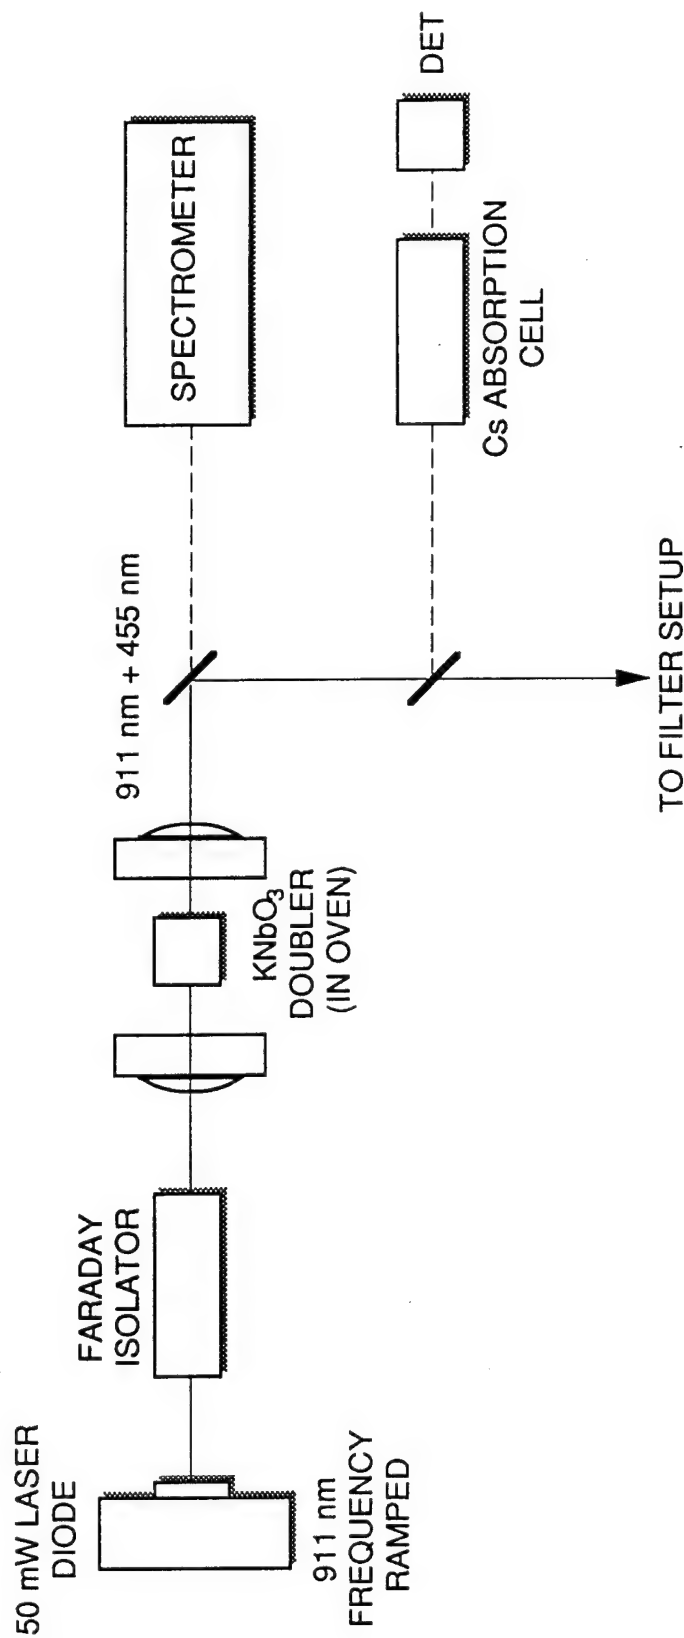 50 mW LASER
DIODE
911 nm
FREQUENCY
RAMPED
FARADAY
ISOLATOR
KNbO₃
DOUBLER
(IN OVEN)
911 nm + 455 nm
SPECTROMETER
Cs ABSORPTION
CELL
DET
TO FILTER SETUP